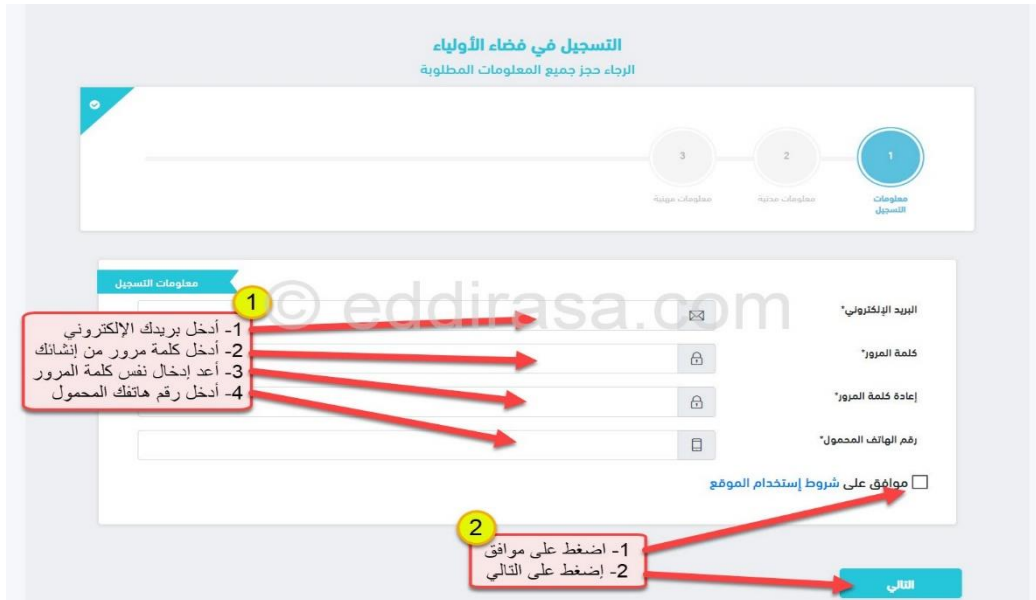 التسجيل في فضاء الأولياء
الرجاء حجز جميع المعلومات المطلوبة
1
2
3
معلومات
التسجيل
معلومات مدنية
معلومات مهنية
معلومات التسجيل
© eddirasa.com
البريد الإلكتروني*
كلمة المرور*
إعادة كلمة المرور*
رقم الهاتف المحمول*
1
1- أدخل بريدك الإلكتروني
2- أدخل كلمة مرور من إنشائك
3- أعد إدخال نفس كلمة المرور
4- أدخل رقم هاتفك المحمول
موافق على شروط إستخدام الموقع
2
1- اضغط على موافق
2- إضغط على التالي
التالي